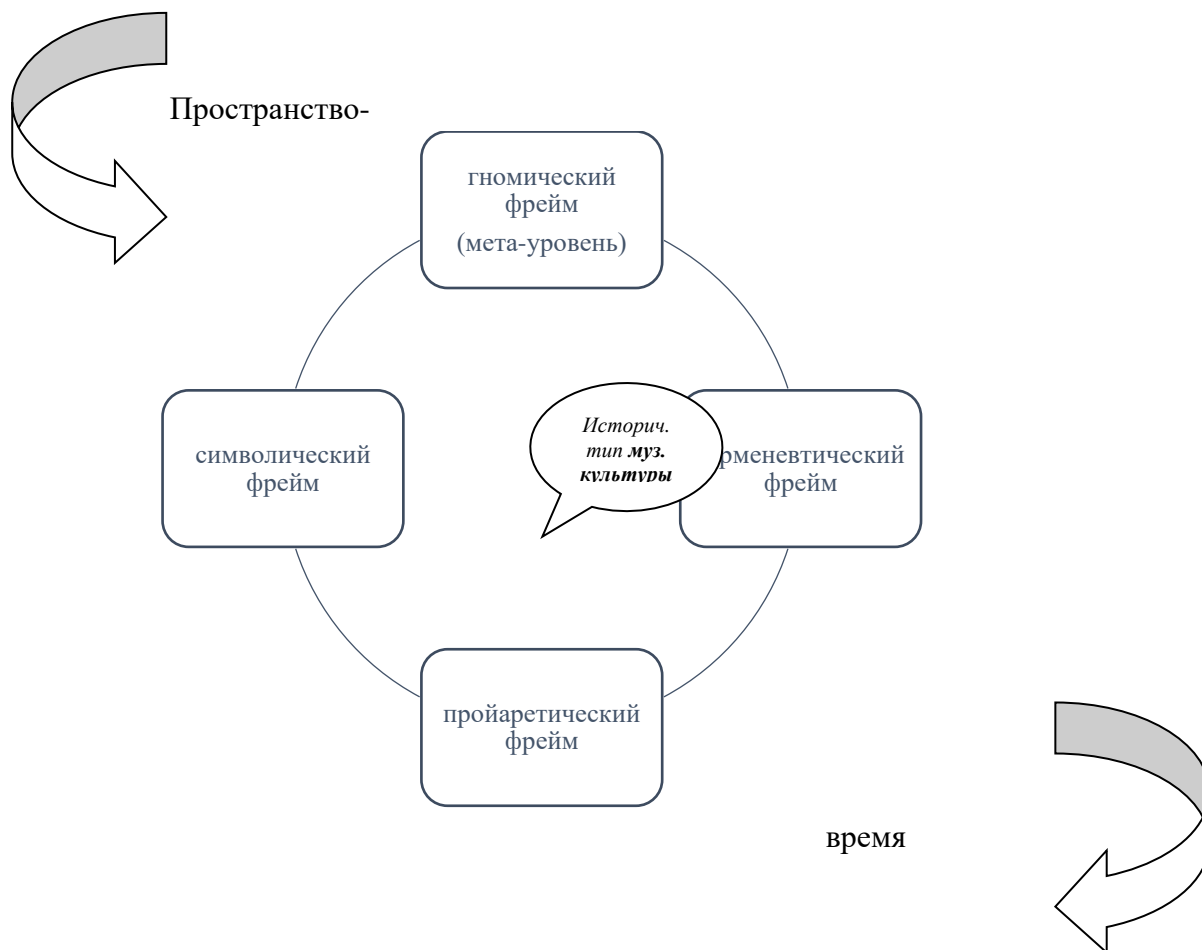 Пространство-
гномический
фрейм
(мета-уровень)
символический
фрейм
Историч.
тип муз.
культуры
рменевтический
фрейм
пройаретический
фрейм
время